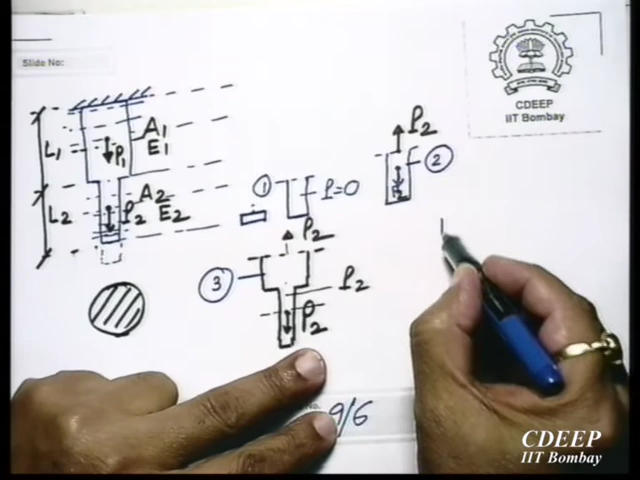 Slide No:
CDEEP
IIT Bombay
A1
E1
L1
P1
A2
E2
L2
P2
1
P=0
P2
2
P2
P2
3
P2
P2
9/6
CDEEP
IIT Bombay